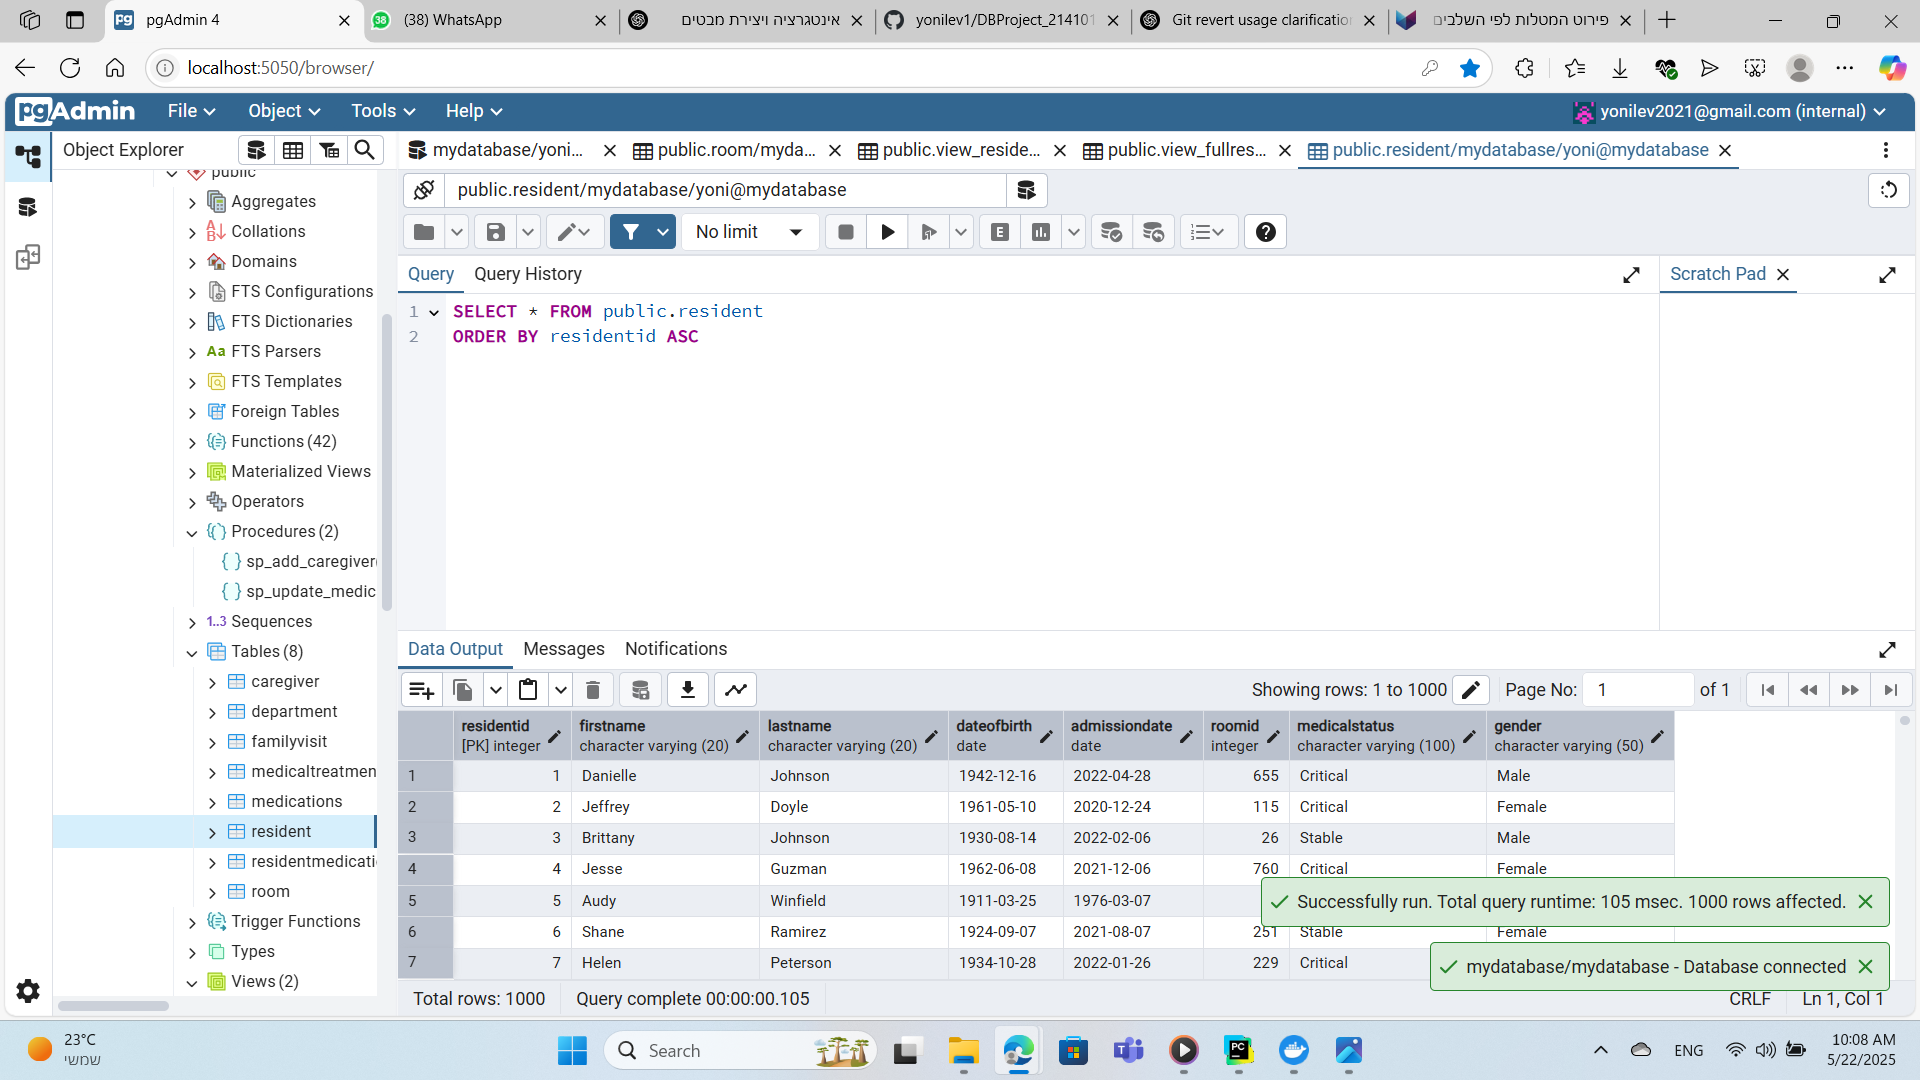 pgAdmin 4
(38) WhatsApp
אינטגרציה ויצירת מבטים
yonilev1/DBProject_214101
Git revert usage clarification
פירוט המטלות לפי השלבים
localhost:5050/browser/
pgAdmin
File
Object
Tools
Help
yonilev2021@gmail.com (internal)
Object Explorer
mydatabase/yoni...
public.room/myda...
public.view_reside...
public.view_fullres...
public.resident/mydatabase/yoni@mydatabase
public
Aggregates
Collations
Domains
FTS Configurations
FTS Dictionaries
Aa FTS Parsers
FTS Templates
Foreign Tables
Functions (42)
Materialized Views
Operators
Procedures (2)
sp_add_caregiver(
sp_update_medic
1..3 Sequences
Tables (8)
caregiver
department
familyvisit
medicaltreatmen
medications
resident
residentmedicati
room
Trigger Functions
Types
Views (2)
public.resident/mydatabase/yoni@mydatabase
No limit
E
Query
Query History
Scratch Pad
1 SELECT * FROM public.resident
2 ORDER BY residentid ASC
Data Output
Messages
Notifications
Showing rows: 1 to 1000
Page No: 1 of 1
residentid [PK] integer
firstname character varying (20)
lastname character varying (20)
dateofbirth date
admissiondate date
roomid integer
medicalstatus character varying (100)
gender character varying (50)
1 1 Danielle Johnson 1942-12-16 2022-04-28 655 Critical Male
2 2 Jeffrey Doyle 1961-05-10 2020-12-24 115 Critical Female
3 3 Brittany Johnson 1930-08-14 2022-02-06 26 Stable Male
4 4 Jesse Guzman 1962-06-08 2021-12-06 760 Critical Female
5 5 Audy Winfield 1911-03-25 1976-03-07
6 6 Shane Ramirez 1924-09-07 2021-08-07 251 Stable Female
7 7 Helen Peterson 1934-10-28 2022-01-26 229 Critical
Successfully run. Total query runtime: 105 msec. 1000 rows affected.
mydatabase/mydatabase - Database connected
Total rows: 1000
Query complete 00:00:00.105
CRLF
Ln 1, Col 1
23°C
שמשי
Search
PC
ENG
10:08 AM
5/22/2025